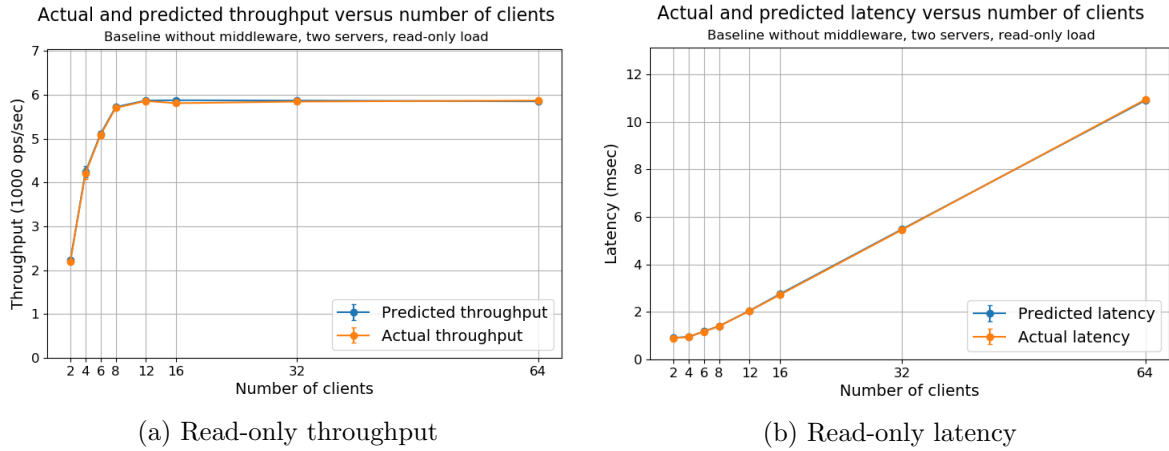 Actual and predicted throughput versus number of clients
Baseline without middleware, two servers, read-only load
Throughput (1000 ops/sec)
7
6
5
4
3
2
1
0
Predicted throughput
Actual throughput
2 4 6 8 12 16 32 64
Number of clients
(a) Read-only throughput
Actual and predicted latency versus number of clients
Baseline without middleware, two servers, read-only load
Latency (msec)
12
10
8
6
4
2
0
Predicted latency
Actual latency
2 4 6 8 12 16 32 64
Number of clients
(b) Read-only latency